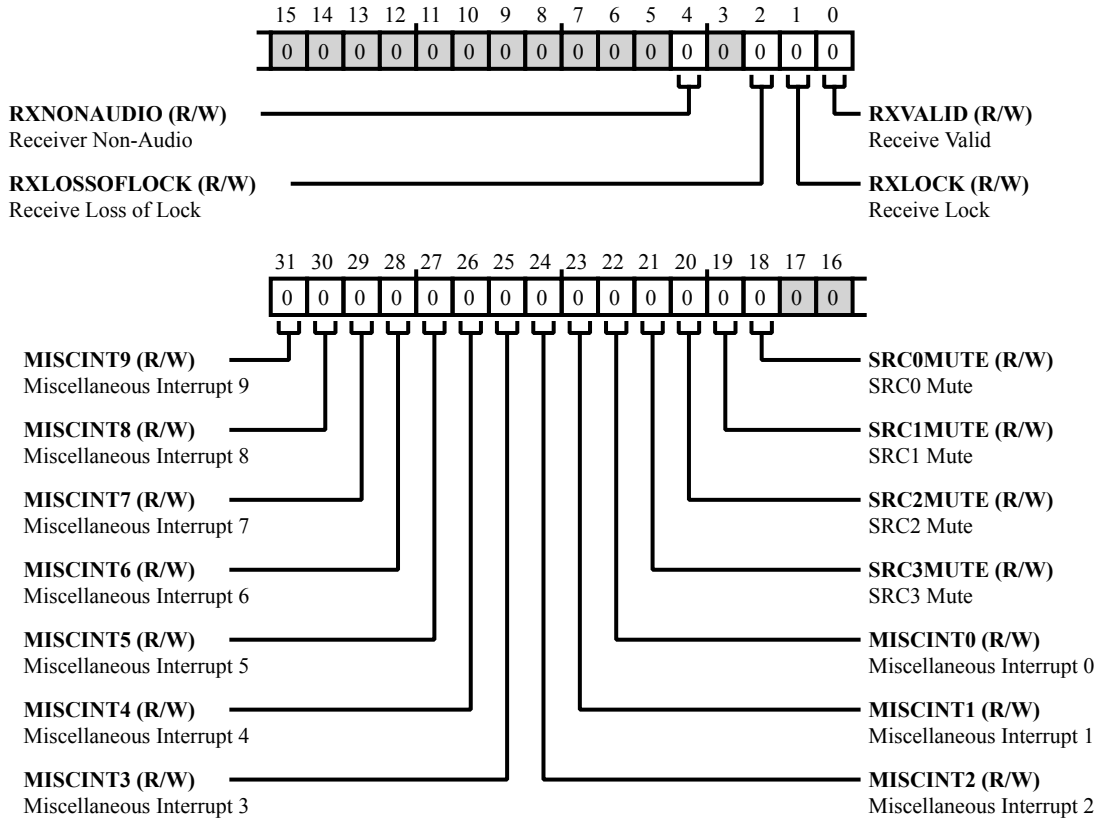 15 14 13 12 11 10 9 8 7 6 5 4 3 2 1 0
0 0 0 0 0 0 0 0 0 0 0 0 0 0 0 0
RXNONAUDIO (R/W)
Receiver Non-Audio
RXVALID (R/W)
Receive Valid
RXLOSSOFLOCK (R/W)
Receive Loss of Lock
RXLOCK (R/W)
Receive Lock
31 30 29 28 27 26 25 24 23 22 21 20 19 18 17 16
0 0 0 0 0 0 0 0 0 0 0 0 0 0 0 0
MISCINT9 (R/W)
Miscellaneous Interrupt 9
SRC0MUTE (R/W)
SRC0 Mute
MISCINT8 (R/W)
Miscellaneous Interrupt 8
SRC1MUTE (R/W)
SRC1 Mute
MISCINT7 (R/W)
Miscellaneous Interrupt 7
SRC2MUTE (R/W)
SRC2 Mute
MISCINT6 (R/W)
Miscellaneous Interrupt 6
SRC3MUTE (R/W)
SRC3 Mute
MISCINT5 (R/W)
Miscellaneous Interrupt 5
MISCINT0 (R/W)
Miscellaneous Interrupt 0
MISCINT4 (R/W)
Miscellaneous Interrupt 4
MISCINT1 (R/W)
Miscellaneous Interrupt 1
MISCINT3 (R/W)
Miscellaneous Interrupt 3
MISCINT2 (R/W)
Miscellaneous Interrupt 2